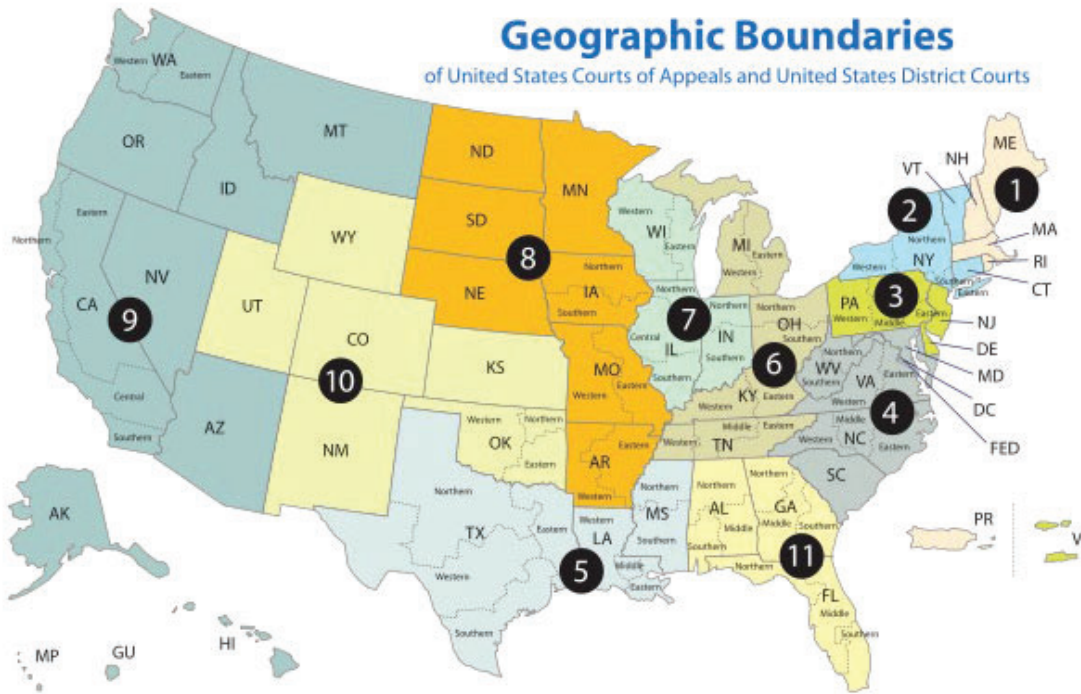 Geographic Boundaries
of United States Courts of Appeals and United States District Courts
Western
WA
Eastern
OR
MT
ID
ND
MN
SD
WY
8
NE
Northern
IA
Southern
Western
WI
Eastern
MI
Western
Eastern
ME
NH
VT
1
2
MA
Northern
NY
Western
RI
Southern
Eastern
CT
3
PA
Western
Middle
Eastern
NJ
DE
MD
DC
FED
Eastern
Northern
NV
CA
9
Central
Southern
UT
CO
10
KS
MO
Eastern
Western
Northern
7
Central
IL
Southern
Northern
IN
Southern
Northern
OH
Southern
6
KY
Western
Eastern
Northern
WV
Southern
VA
Eastern
Western
4
AZ
NM
Western
Northern
OK
Eastern
Eastern
AR
Western
Middle
Eastern
Western
TN
Middle
Western
NC
Eastern
SC
AK
Northern
TX
Eastern
Western
Southern
Western
LA
Middle
Eastern
5
Northern
MS
Southern
Northern
AL
Middle
Southern
Northern
GA
Middle
Southern
11
Northern
FL
Middle
Southern
PR
V
MP
GU
HI